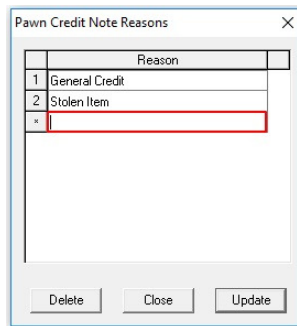 Pawn Credit Note Reasons
Reason
1 General Credit
2 Stolen Item
*
Delete Close Update